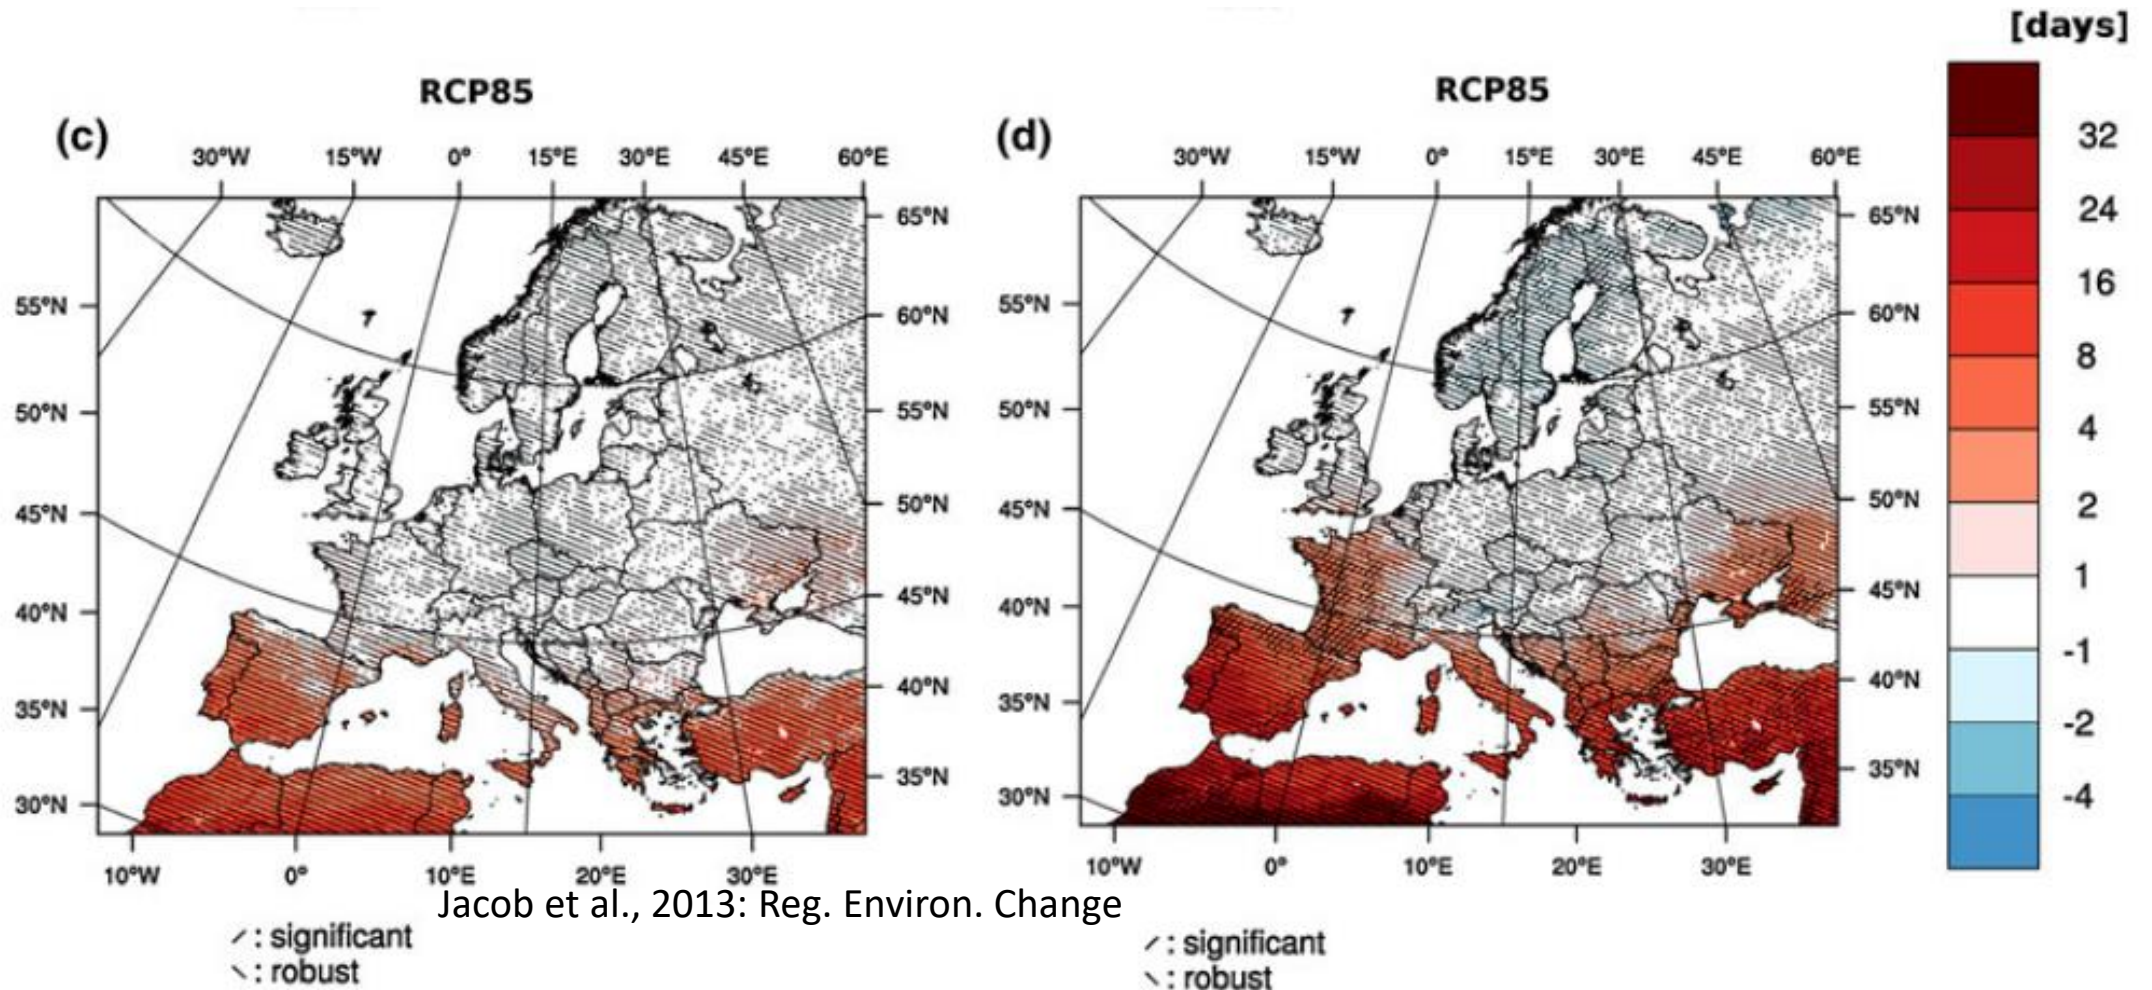 [days]
RCP85
RCP85
(c)
(d)
30°W 15°W 0° 15°E 30°E 45°E 60°E
30°W 15°W 0° 15°E 30°E 45°E 60°E
65°N
60°N
55°N
50°N
45°N
40°N
35°N
55°N
50°N
45°N
40°N
35°N
30°N
10°W 0° 10°E 20°E 30°E
65°N
60°N
55°N
50°N
45°N
40°N
35°N
55°N
50°N
45°N
40°N
35°N
30°N
10°W 0° 10°E 20°E 30°E
32
24
16
8
4
2
1
-1
-2
-4
Jacob et al., 2013: Reg. Environ. Change
⟋ : significant
⟍ : robust
⟋ : significant
⟍ : robust